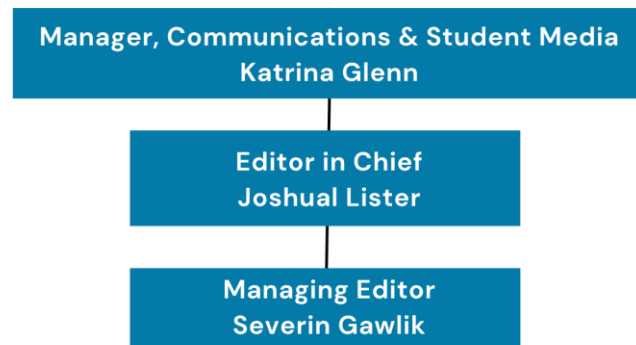 Manager, Communications & Student Media
Katrina Glenn
Editor in Chief
Joshual Lister
Managing Editor
Severin Gawlik